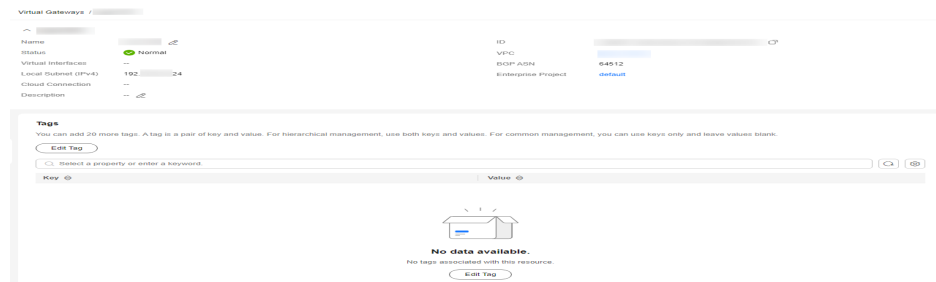 Virtual Gateways /
Name
ID
Status Normal
VPC
Virtual Interfaces --
BGP ASN 64512
Local Subnet (IPv4) 192. 24
Enterprise Project default
Cloud Connection --
Description --
Tags
You can add 20 more tags. A tag is a pair of key and value. For hierarchical management, use both keys and values. For common management, you can use keys only and leave values blank.
Edit Tag
Select a property or enter a keyword.
Key Value
No data available.
No tags associated with this resource.
Edit Tag